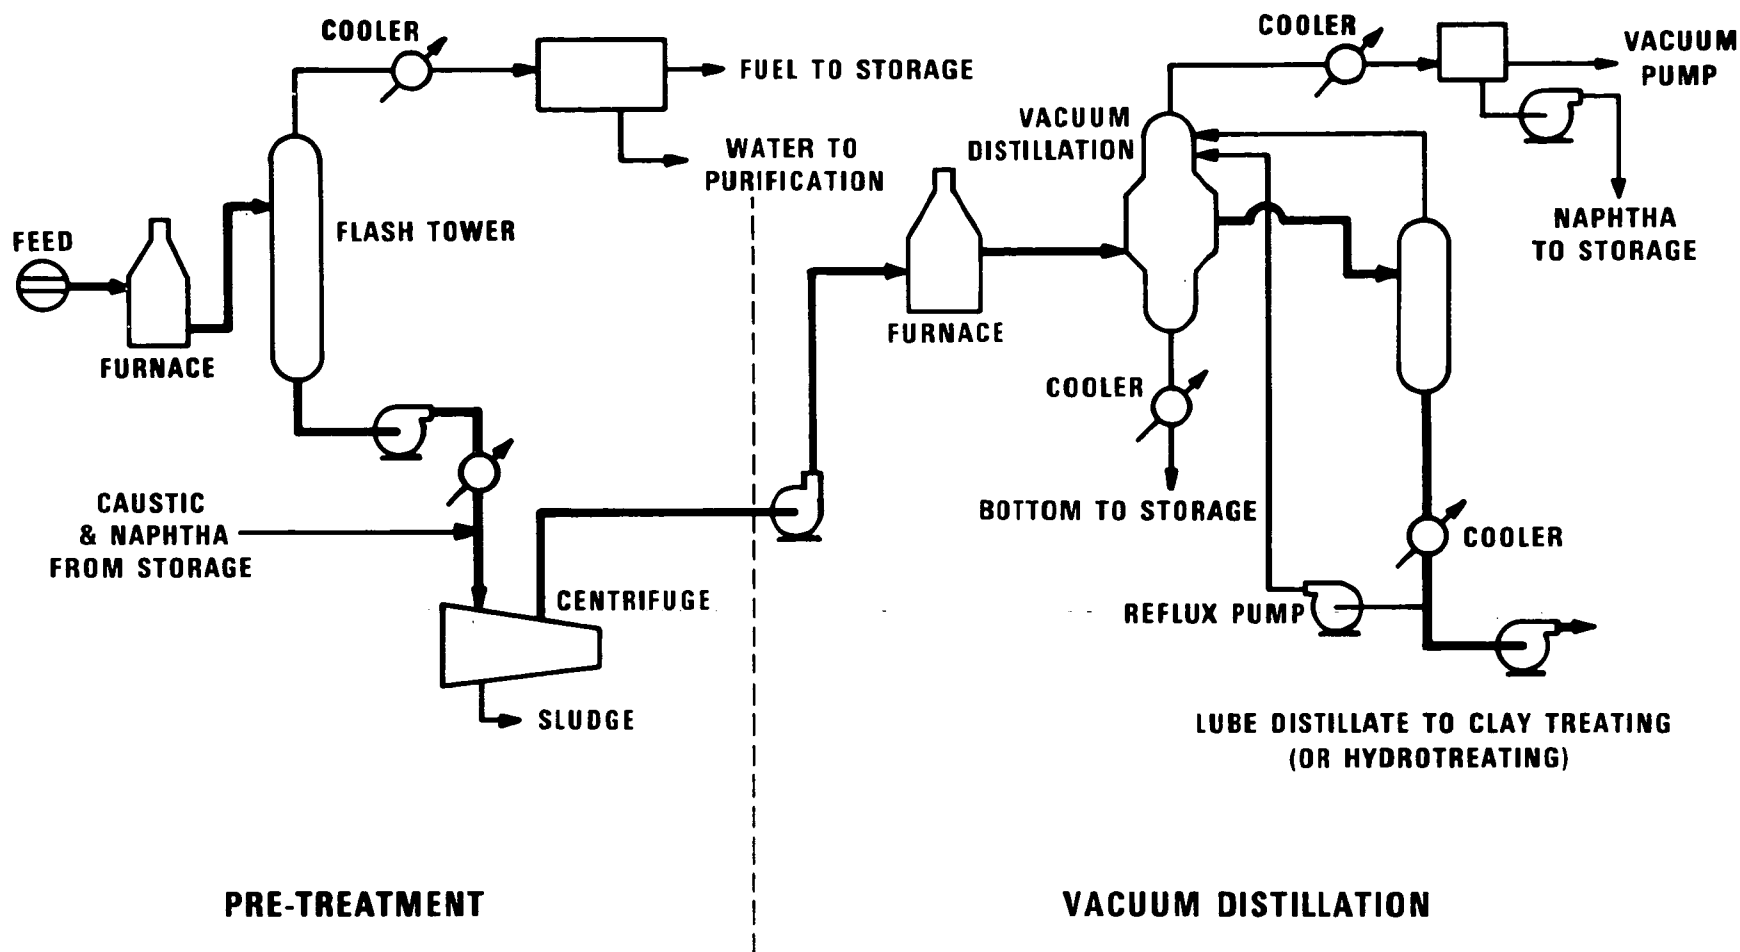 COOLER
FUEL TO STORAGE
WATER TO
PURIFICATION
FEED
FLASH TOWER
FURNACE
CAUSTIC
& NAPHTHA
FROM STORAGE
CENTRIFUGE
SLUDGE
PRE-TREATMENT
COOLER
VACUUM
PUMP
VACUUM
DISTILLATION
NAPHTHA
TO STORAGE
FURNACE
COOLER
BOTTOM TO STORAGE
COOLER
REFLUX PUMP
LUBE DISTILLATE TO CLAY TREATING
(OR HYDROTREATING)
VACUUM DISTILLATION